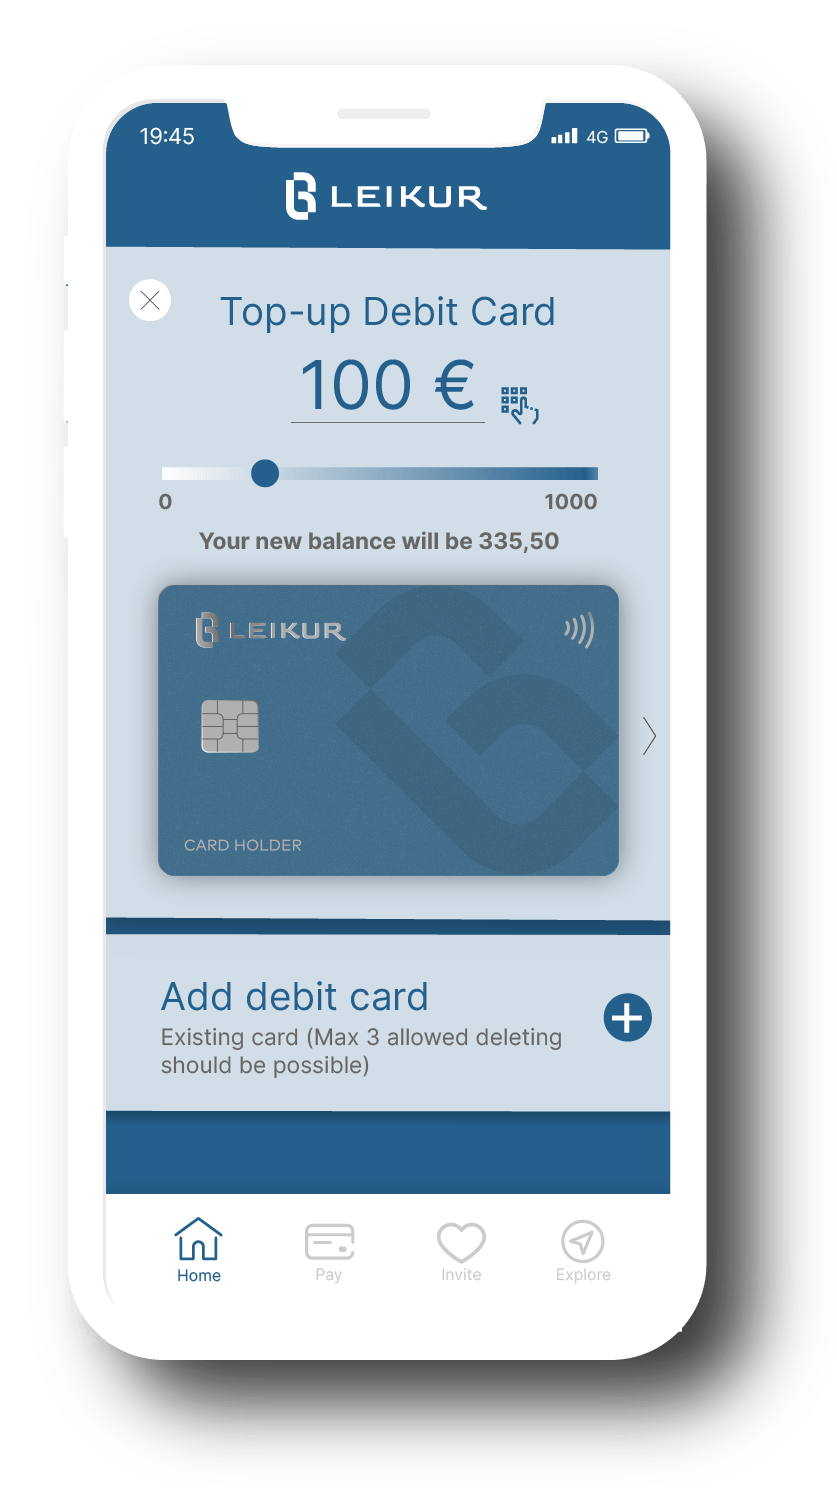 19:45
4G
LEIKUR
Top-up Debit Card
100 €
0
1000
Your new balance will be 335,50
LEIKUR
CARD HOLDER
Add debit card
Existing card (Max 3 allowed deleting
should be possible)
Home
Pay
Invite
Explore